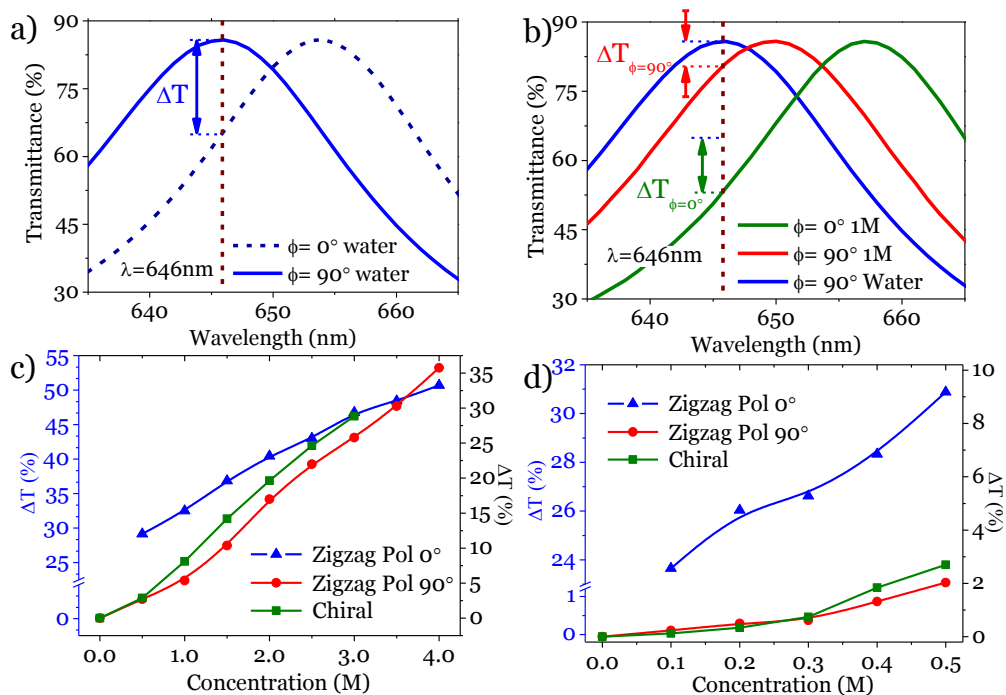 a)
90
75
60
45
30
Transmittance (%)
ΔT
λ=646nm
ϕ= 0° water
ϕ= 90° water
640
650
660
Wavelength (nm)
b)
90
75
60
45
30
Transmittance (%)
ΔTϕ=90°
ΔTϕ=0°
λ=646nm
ϕ= 0° 1M
ϕ= 90° 1M
ϕ= 90° Water
640
650
660
Wavelength (nm)
c)
55
50
45
40
35
30
25
0
ΔT (%)
35
30
25
20
15
10
5
0
ΔT (%)
Zigzag Pol 0°
Zigzag Pol 90°
Chiral
0.0
1.0
2.0
3.0
4.0
Concentration (M)
d)
32
30
28
26
24
1
0
ΔT (%)
10
8
6
4
2
0
ΔT (%)
Zigzag Pol 0°
Zigzag Pol 90°
Chiral
0.0
0.1
0.2
0.3
0.4
0.5
Concentration (M)